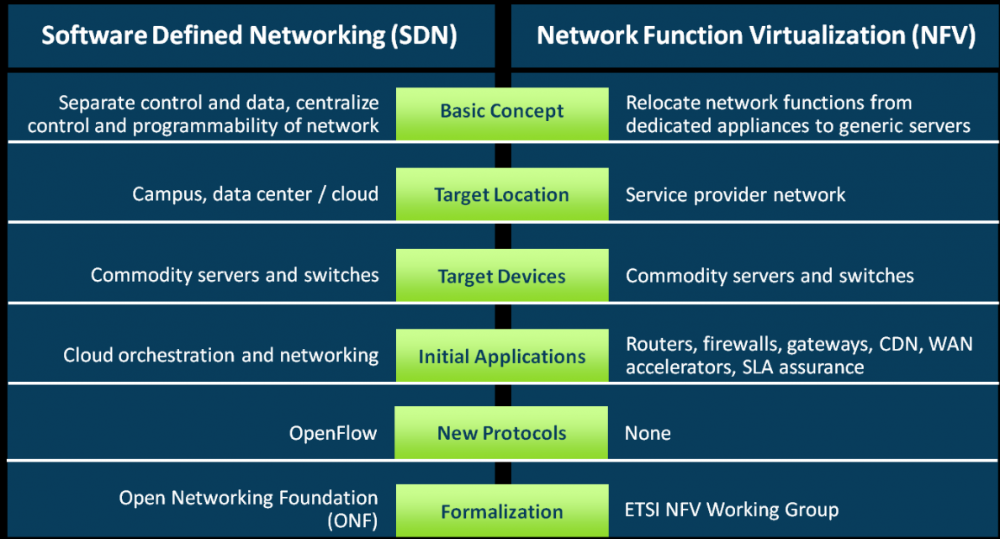 Software Defined Networking (SDN)
Network Function Virtualization (NFV)
Separate control and data, centralize
control and programmability of network
Basic Concept
Relocate network functions from
dedicated appliances to generic servers
Campus, data center / cloud
Target Location
Service provider network
Commodity servers and switches
Target Devices
Commodity servers and switches
Cloud orchestration and networking
Initial Applications
Routers, firewalls, gateways, CDN, WAN
accelerators, SLA assurance
OpenFlow
New Protocols
None
Open Networking Foundation
(ONF)
Formalization
ETSI NFV Working Group